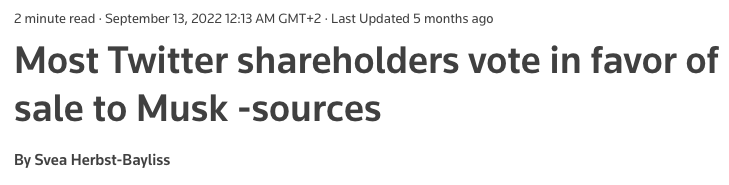 2 minute read · September 13, 2022 12:13 AM GMT+2 · Last Updated 5 months ago
Most Twitter shareholders vote in favor of
sale to Musk -sources
By Svea Herbst-Bayliss